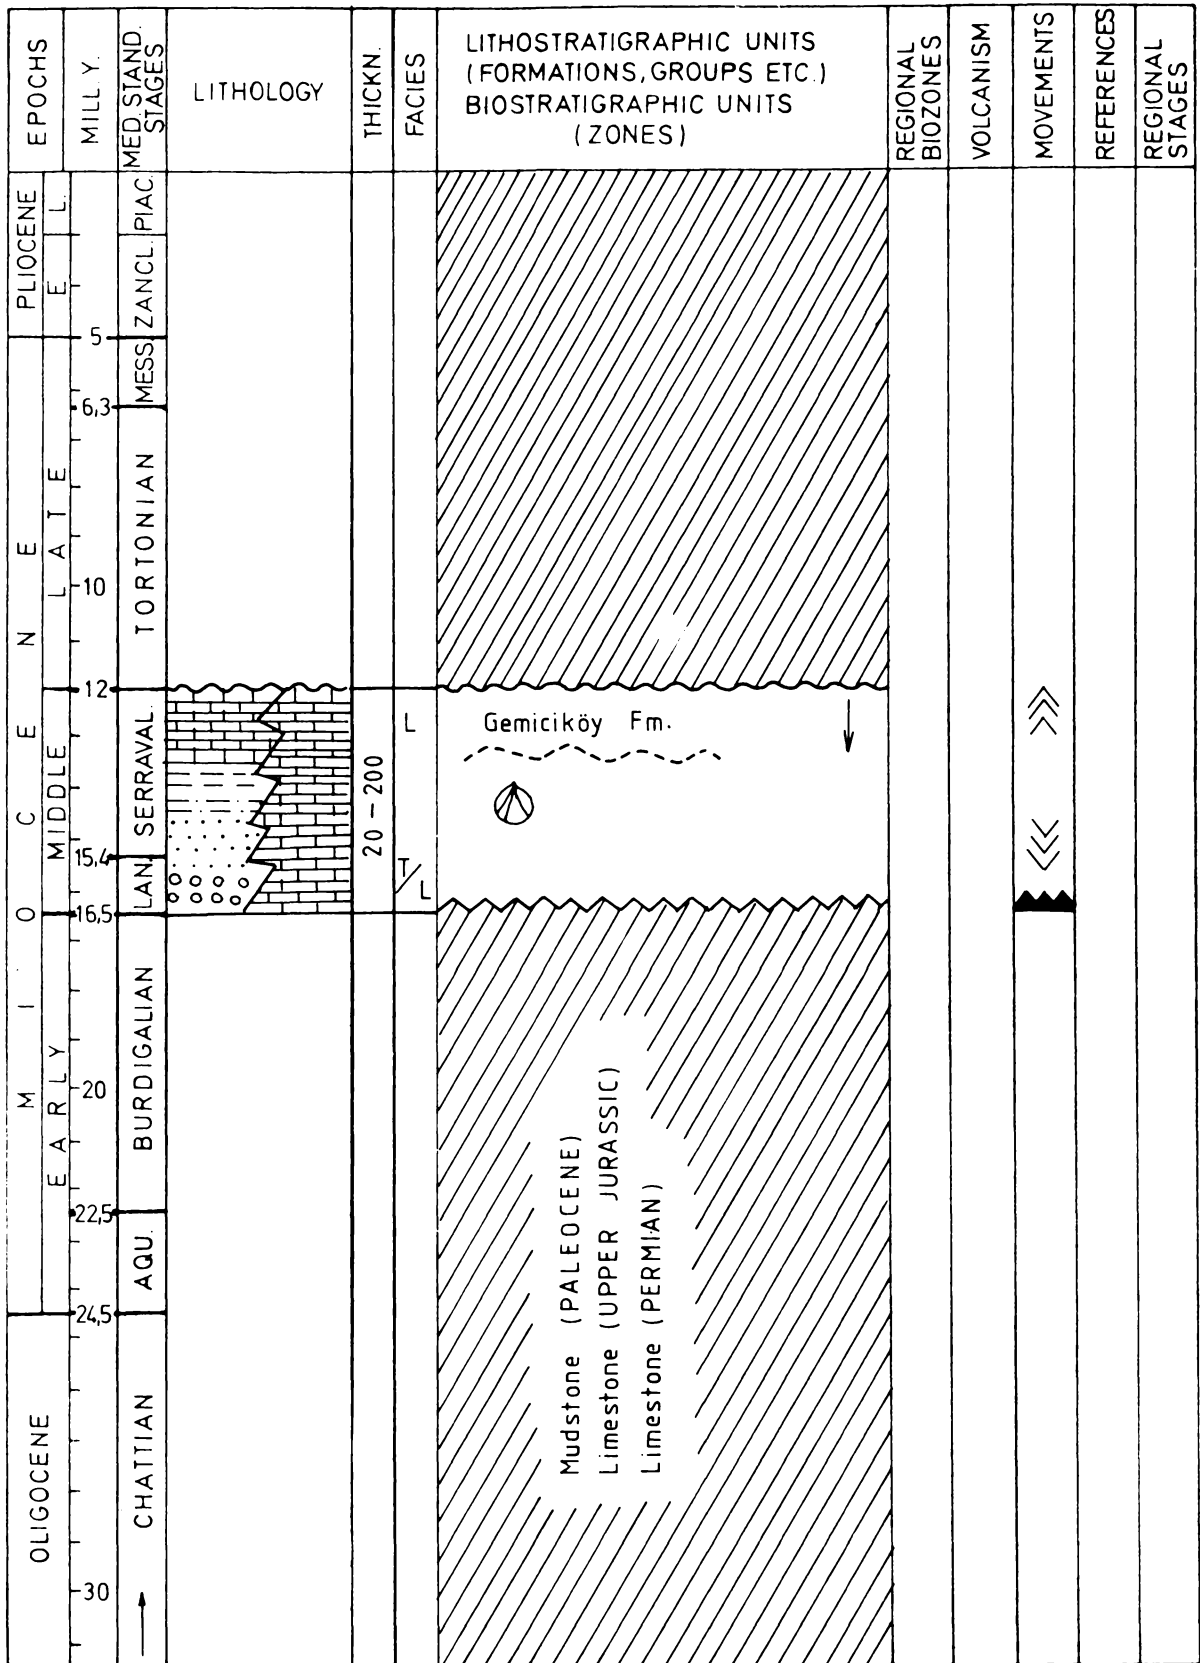 EPOCHS
MILL.Y.
MED.STAND.
STAGES
LITHOLOGY
THICKN.
FACIES
LITHOSTRATIGRAPHIC UNITS
(FORMATIONS, GROUPS ETC.)
BIOSTRATIGRAPHIC UNITS
(ZONES)
REGIONAL
BIOZONES
VOLCANISM
MOVEMENTS
REFERENCES
REGIONAL
STAGES
PLIOCENE
L.
E
PIAC.
ZANCL.
5
MESS.
6,3
MIOCENE
LATE
TORTONIAN
10
12
MIDDLE
SERRAVAL.
15,4
LAN.
16,5
20-200
L
T/L
Gemiciköy Fm.
EARLY
BURDIGALIAN
20
22,5
AQU.
24,5
OLIGOCENE
CHATTIAN
30
Mudstone (PALEOCENE)
Limestone (UPPER JURASSIC)
Limestone (PERMIAN)